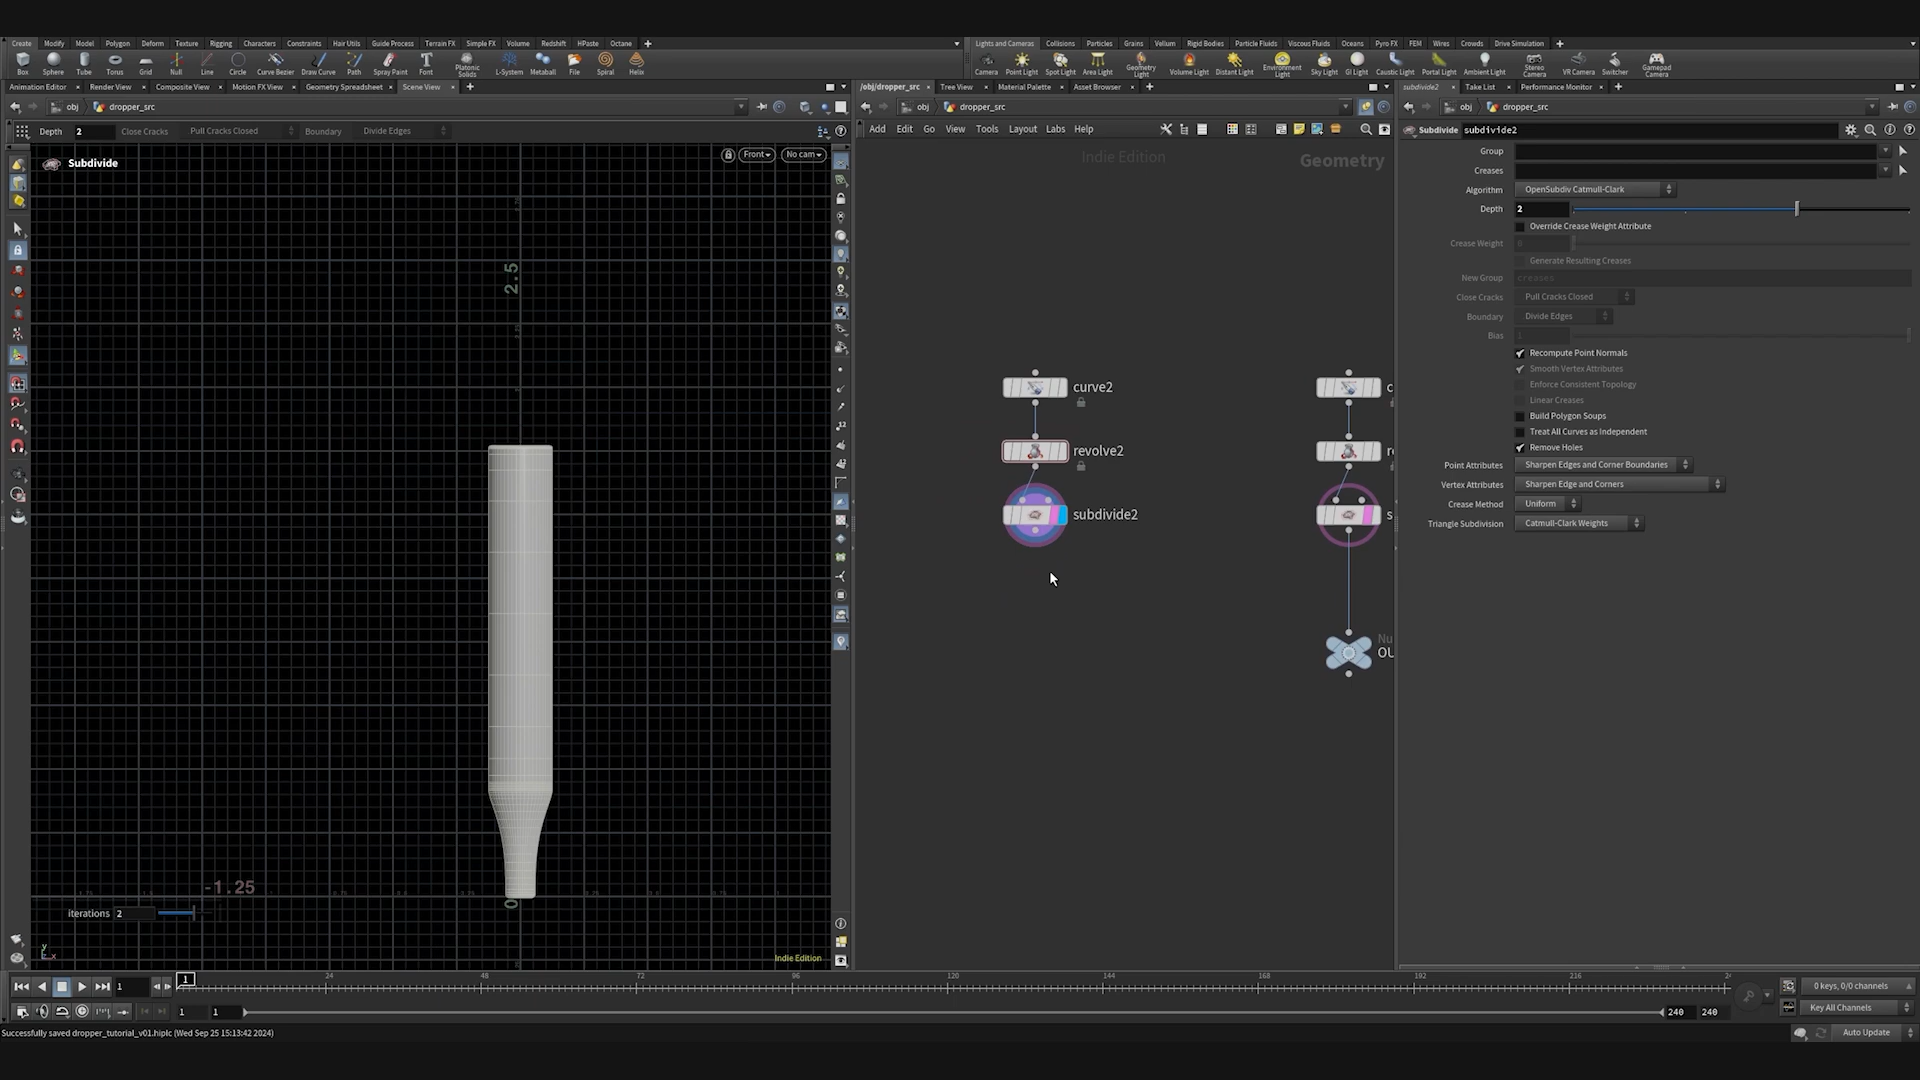 Create Modify Model Polygon Deform Texture Rigging Characters Constraints Hair Utils Guide Process Terrain FX Simple FX Volume Redshift HPaste Octane
Lights and Cameras Collisions Particles Grains Vellum Rigid Bodies Particle Fluids Viscous Fluids Oceans Pyro FX FEM Wires Crowds Drive Simulation
Box Sphere Tube Torus Grid Null Line Circle Curve Bezier Draw Curve Path Spray Paint Font Platonic Solids L-System Metaball File Spiral Helix
Camera Point Light Spot Light Area Light Geometry Light Volume Light Distant Light Environment Light Sky Light GI Light Caustic Light Portal Light Ambient Light Stereo Camera VR Camera Switcher Gamepad Camera
Animation Editor Render View Composite View Motion FX View Geometry Spreadsheet Scene View
/obj/dropper_src Tree View Material Palette Asset Browser
subdivide2 Take List Performance Monitor
obj dropper_src
obj dropper_src
obj dropper_src
Depth 2 Close Cracks Pull Cracks Closed Boundary Divide Edges
Add Edit Go View Tools Layout Labs Help
Subdivide subdivide2
Subdivide
Front
No cam
Indie Edition
Geometry
Group
Creases
Algorithm OpenSubdiv Catmull-Clark
Depth 2
Override Crease Weight Attribute
Crease Weight
Generate Resulting Creases
New Group creases
Close Cracks Pull Cracks Closed
Boundary Divide Edges
Bias 1
Recompute Point Normals
Smooth Vertex Attributes
Enforce Consistent Topology
Linear Creases
Build Polygon Soups
Treat All Curves as Independent
Remove Holes
Point Attributes Sharpen Edges and Corner Boundaries
Vertex Attributes Sharpen Edge and Corners
Crease Method Uniform
Triangle Subdivision Catmull-Clark Weights
2.5
curve2
revolve2
subdivide2
c
r
s
Nu
OU
-1.25
0
iterations 2
y
x
Indie Edition
1 1 24 48 72 96 120 144 168 192 216 2
0 keys, 0/0 channels
1 1 240 240
Key All Channels
Successfully saved dropper_tutorial_v01.hiplc (Wed Sep 25 15:13:42 2024)
Auto Update